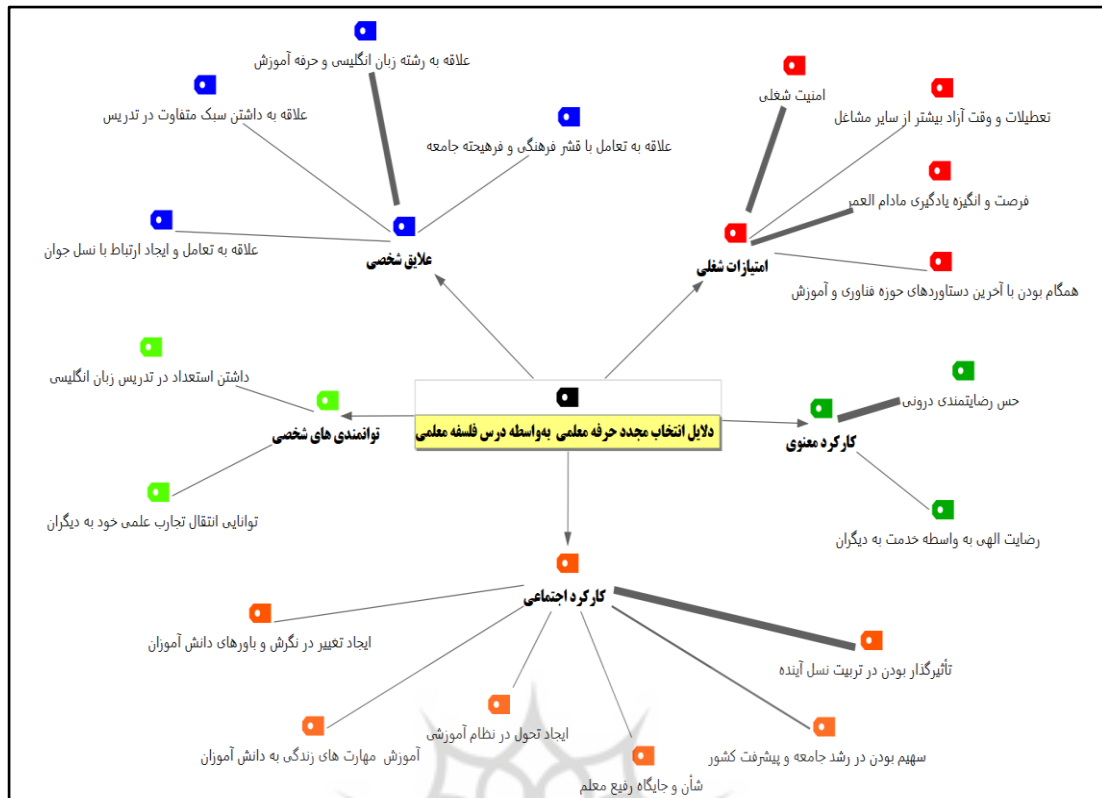 علاقه به رشته زبان انگلیسی و حرفه آموزش
علاقه به داشتن سبک متفاوت در تدریس
علاقه به تعامل با قشر فرهنگی و فرهیحته جامعه
علاقه به تعامل و ایجاد ارتباط با نسل جوان
علایق شخصی
امنیت شغلی
تعطیلات و وقت آزاد بیشتر از سایر مشاغل
فرصت و انگیزه یادگیری مادام العمر
همگام بودن با آخرین دستاوردهای حوزه فناوری و آموزش
امتیازات شغلی
داشتن استعداد در تدریس زبان انگلیسی
توانمندی های شخصی
توانایی انتقال تجارب علمی خود به دیگران
دلایل انتخاب مجدد حرفه معلمی به‌واسطه درس فلسفه معلمی
حس رضایتمندی درونی
کارکرد معنوی
رضایت الهی به واسطه خدمت به دیگران
کارکرد اجتماعی
ایجاد تغییر در نگرش و باورهای دانش آموزان
تأثیرگذار بودن در تربیت نسل آینده
آموزش مهارت های زندگی به دانش آموزان
ایجاد تحول در نظام آموزشی
شأن و جایگاه رفیع معلم
سهیم بودن در رشد جامعه و پیشرفت کشور